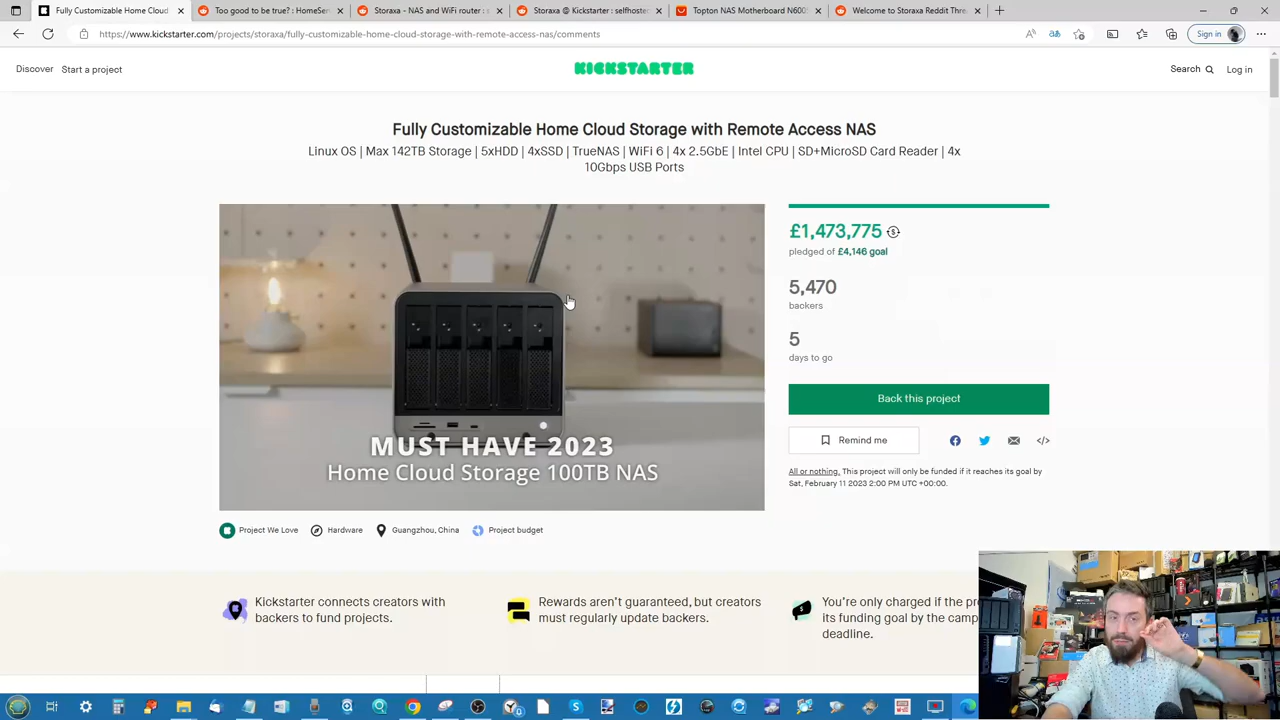 Fully Customizable Home Cloud
Too good to be true? : HomeSer
Storaxa - NAS and WiFi router : s
Storaxa @ Kickstarter : selfhoster
Topton NAS Motherboard N6005
Welcome to Storaxa Reddit Threa
https://www.kickstarter.com/projects/storaxa/fully-customizable-home-cloud-storage-with-remote-access-nas/comments
Sign in
Discover
Start a project
KICKSTARTER
Search
Log in
Fully Customizable Home Cloud Storage with Remote Access NAS
Linux OS | Max 142TB Storage | 5xHDD | 4xSSD | TrueNAS | WiFi 6 | 4x 2.5GbE | Intel CPU | SD+MicroSD Card Reader | 4x
10Gbps USB Ports
£1,473,775
pledged of £4,146 goal
5,470
backers
5
days to go
Back this project
Remind me
All or nothing. This project will only be funded if it reaches its goal by
Sat, February 11 2023 2:00 PM UTC +00:00.
MUST HAVE 2023
Home Cloud Storage 100TB NAS
Project We Love
Hardware
Guangzhou, China
Project budget
Kickstarter connects creators with
backers to fund projects.
Rewards aren't guaranteed, but creators
must regularly update backers.
You're only charged if the pr
its funding goal by the camp
deadline.